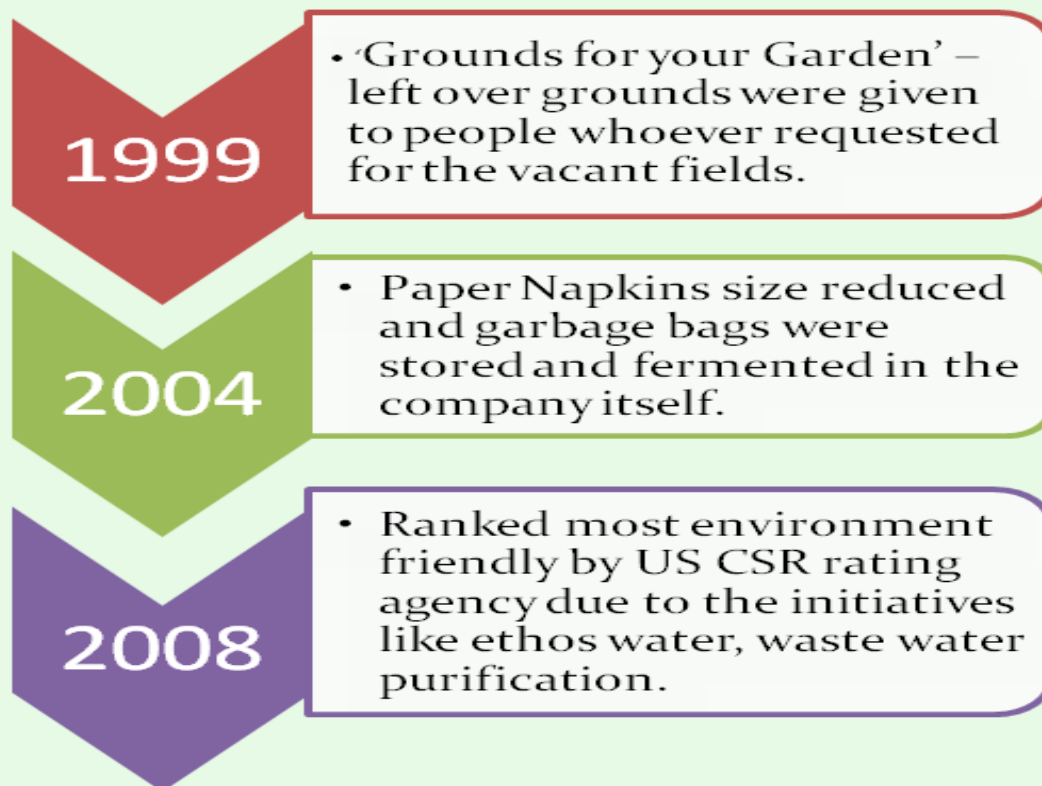 1999
• ‘Grounds for your Garden’ –
left over grounds were given
to people whoever requested
for the vacant fields.
2004
• Paper Napkins size reduced
and garbage bags were
stored and fermented in the
company itself.
2008
• Ranked most environment
friendly by US CSR rating
agency due to the initiatives
like ethos water, waste water
purification.